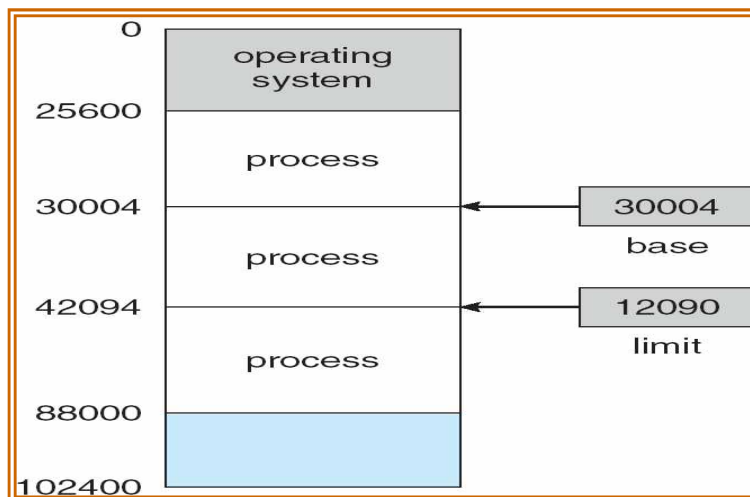 0
operating
system
25600
process
30004
30004
base
process
42094
12090
limit
process
88000
102400